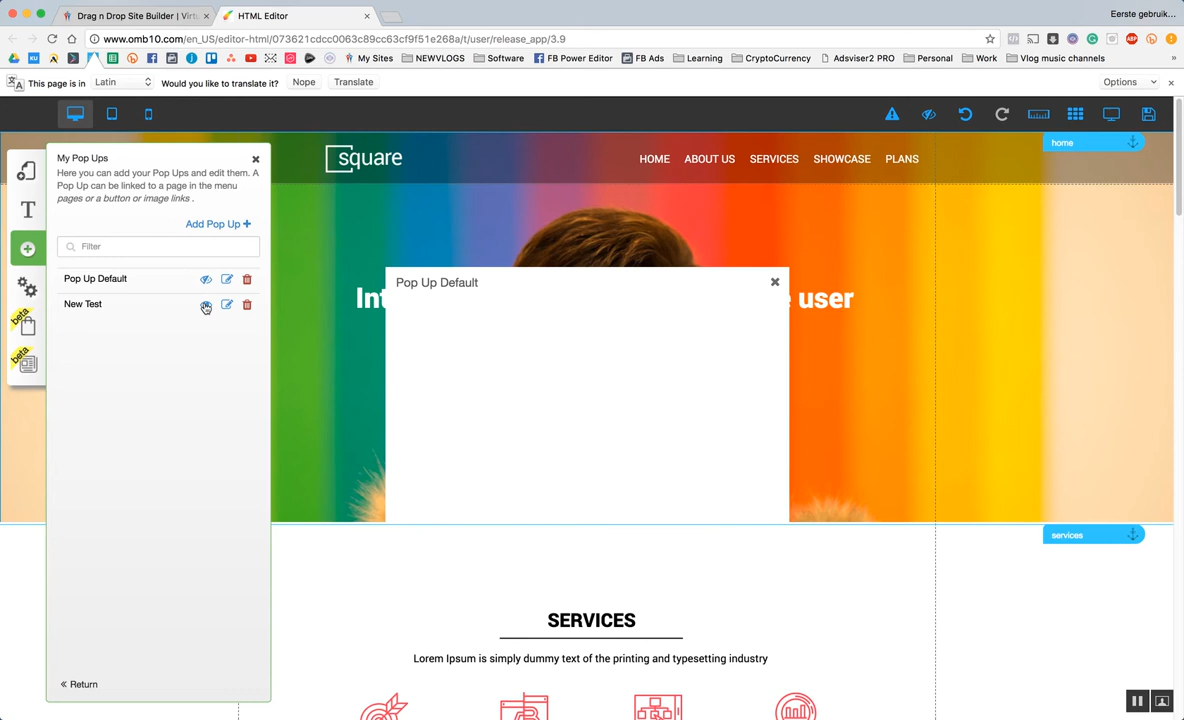 Drag n Drop Site Builder | Virtu
HTML Editor
Eerste gebruik...
www.omb10.com/en_US/editor-html/073621cdcc0063c89cc63cf9f51e268a/t/user/release_app/3.9
My Sites
NEWVLOGS
Software
FB Power Editor
FB Ads
Learning
CryptoCurrency
Adsviser2 PRO
Personal
Work
Vlog music channels
This page is in
Latin
Would you like to translate it?
Nope
Translate
Options
home
square
HOME ABOUT US SERVICES SHOWCASE PLANS
My Pop Ups
Here you can add your Pop Ups and edit them. A
Pop Up can be linked to a page in the menu
pages or a button or image links .
Add Pop Up +
Filter
Pop Up Default
New Test
beta
beta
« Return
Pop Up Default
Int
user
services
SERVICES
Lorem Ipsum is simply dummy text of the printing and typesetting industry